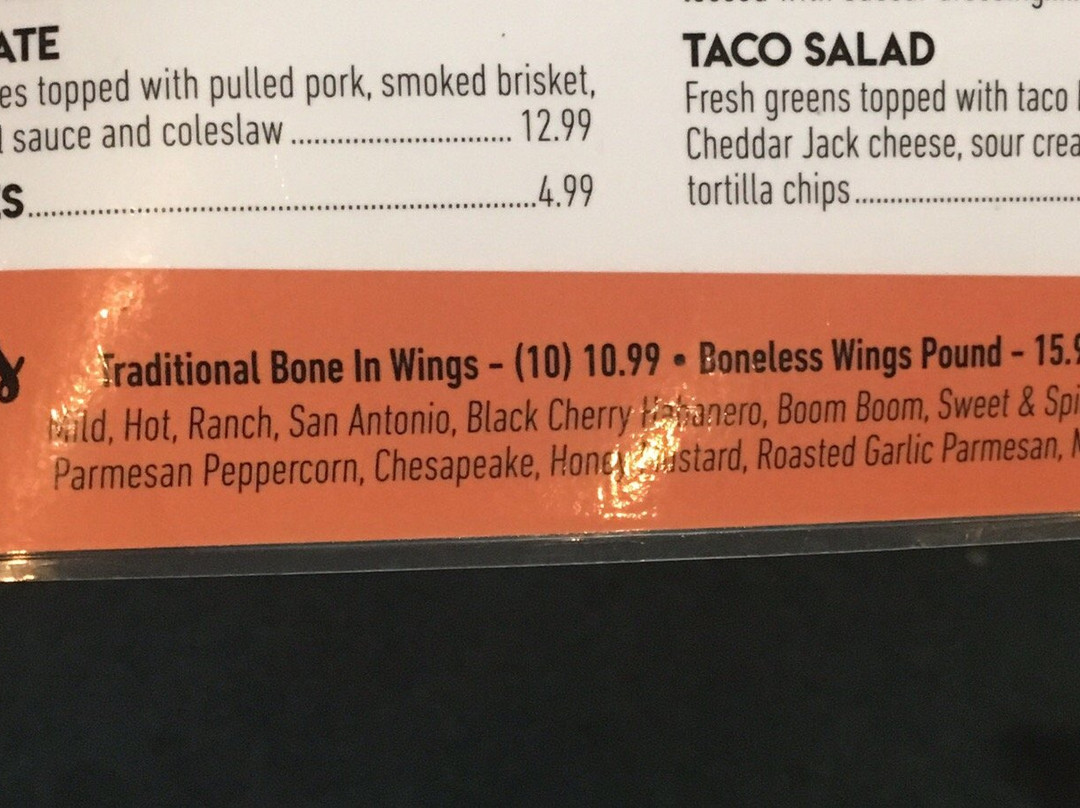 ATE
es topped with pulled pork, smoked brisket,
sauce and coleslaw ........................................ 12.99
S..........................................................................4.99
TACO SALAD
Fresh greens topped with taco
Cheddar Jack cheese, sour crea
tortilla chips........................................
Traditional Bone In Wings – (10) 10.99 • Boneless Wings Pound – 15.9
Mild, Hot, Ranch, San Antonio, Black Cherry Habanero, Boom Boom, Sweet & Spi
Parmesan Peppercorn, Chesapeake, Honey Mustard, Roasted Garlic Parmesan,